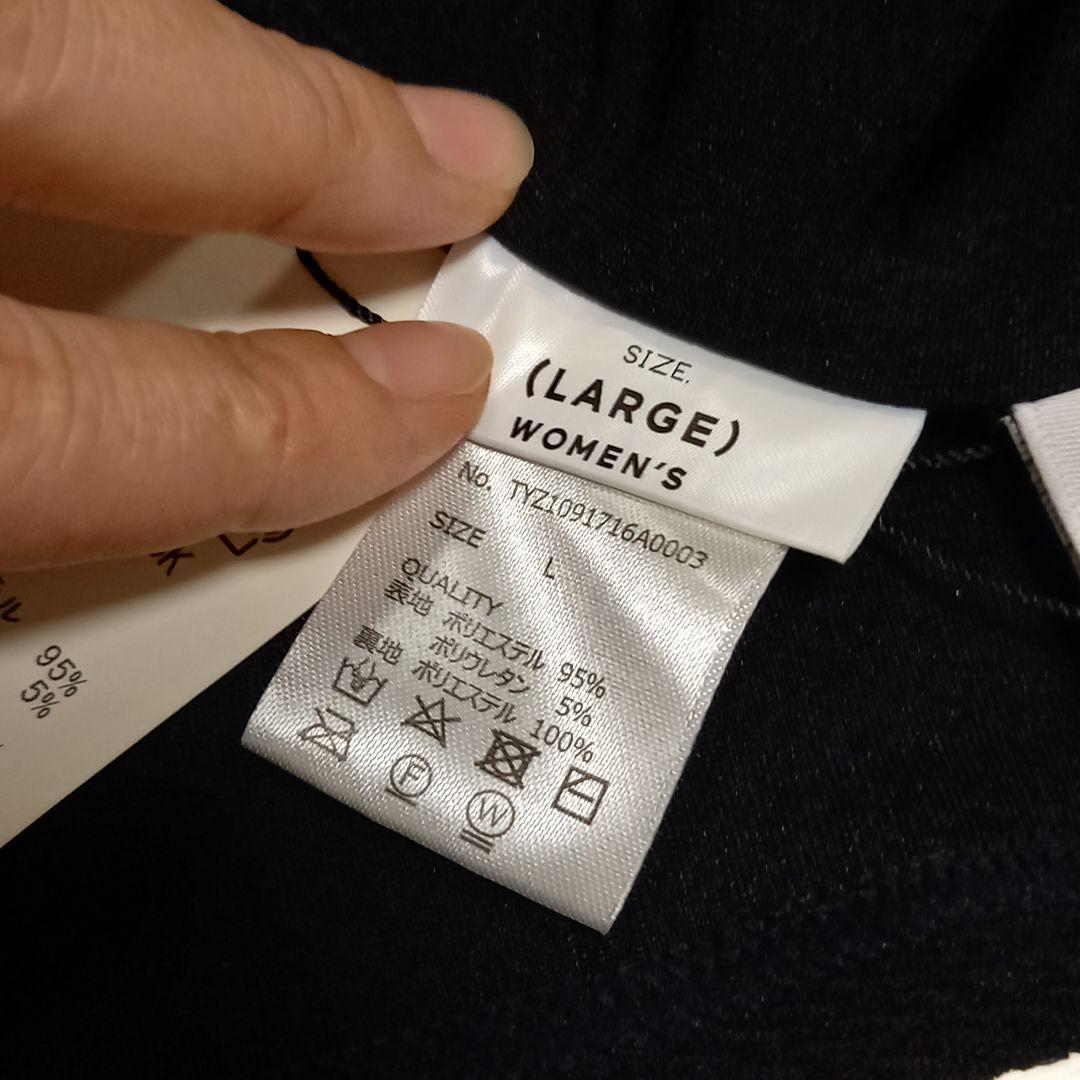 SIZE.
(LARGE)
WOMEN'S
No. TYZ1091716A0003
SIZE L
QUALITY
表地 ポリエステル 95%
ポリウレタン 5%
裏地 ポリエステル 100%
F
W
95%
5%